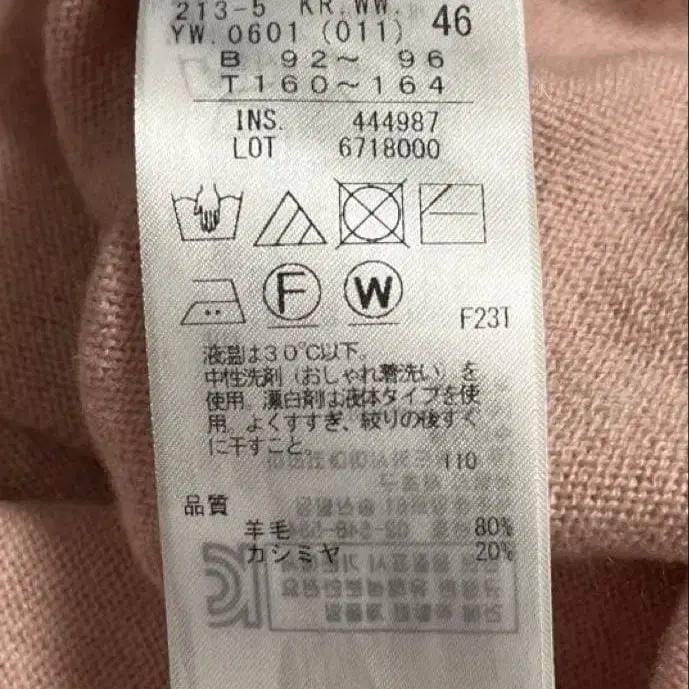 213-5 KR.WW.
YW.0601 (011) 46
B 92～ 96
T160～164
INS. 444987
LOT 6718000
F
W
F23T
液温は30℃以下。
中性洗剤（おしゃれ着洗い）を
使用。漂白剤は液体タイプを使
用。よくすすぎ、絞りの後すぐ
に干すこと。
110
品質
羊毛 80%
カシミヤ 20%